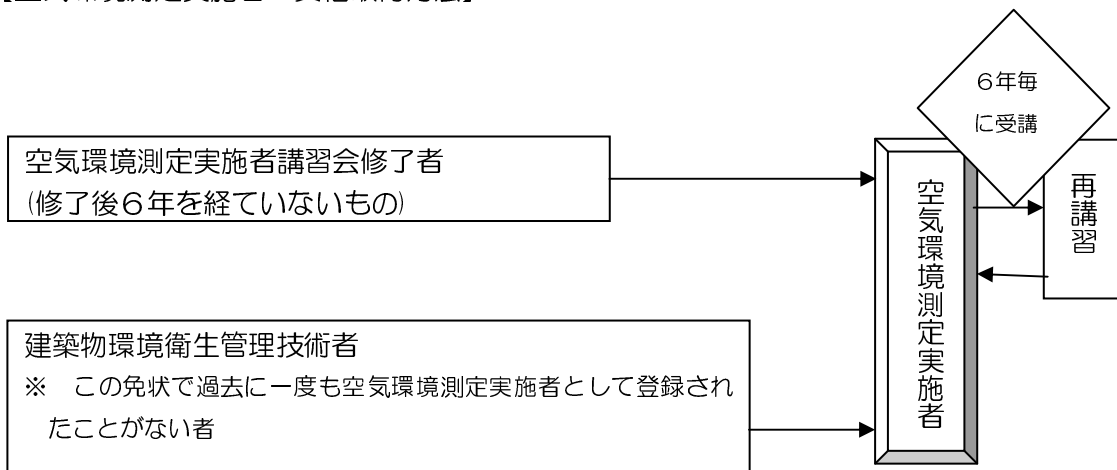 6年毎
に受講
空気環境測定実施者講習会修了者
(修了後6年を経ていないもの)
空気環境測定実施者
再講習
建築物環境衛生管理技術者
※　この免状で過去に一度も空気環境測定実施者として登録され
たことがない者